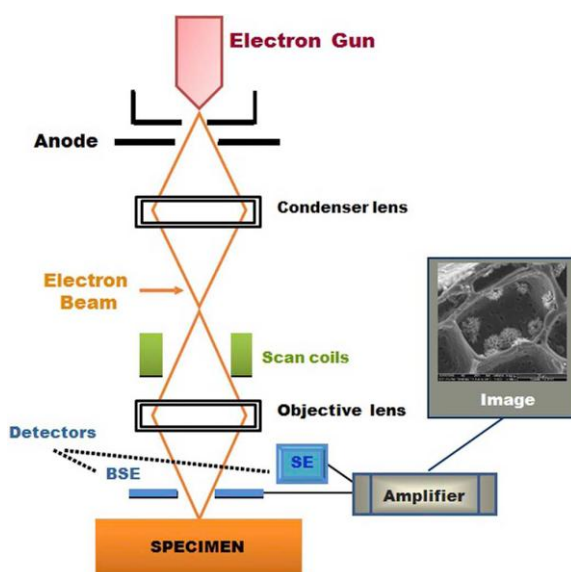 Electron Gun
Anode
Condenser lens
Electron
Beam
Scan coils
Objective lens
Image
Detectors
BSE
SE
Amplifier
SPECIMEN